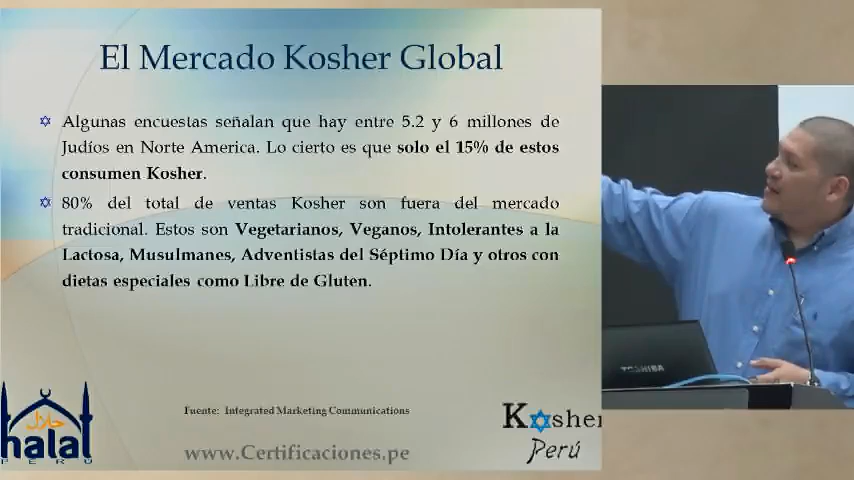 El Mercado Kosher Global
Algunas encuestas señalan que hay entre 5.2 y 6 millones de
Judíos en Norte America. Lo cierto es que solo el 15% de estos
consumen Kosher.
80% del total de ventas Kosher son fuera del mercado
tradicional. Estos son Vegetarianos, Veganos, Intolerantes a la
Lactosa, Musulmanes, Adventistas del Séptimo Día y otros con
dietas especiales como Libre de Gluten.
TOSHIBA
Fuente: Integrated Marketing Communications
حلال
halal
PERÚ
Kosher
Perú
www.Certificaciones.pe